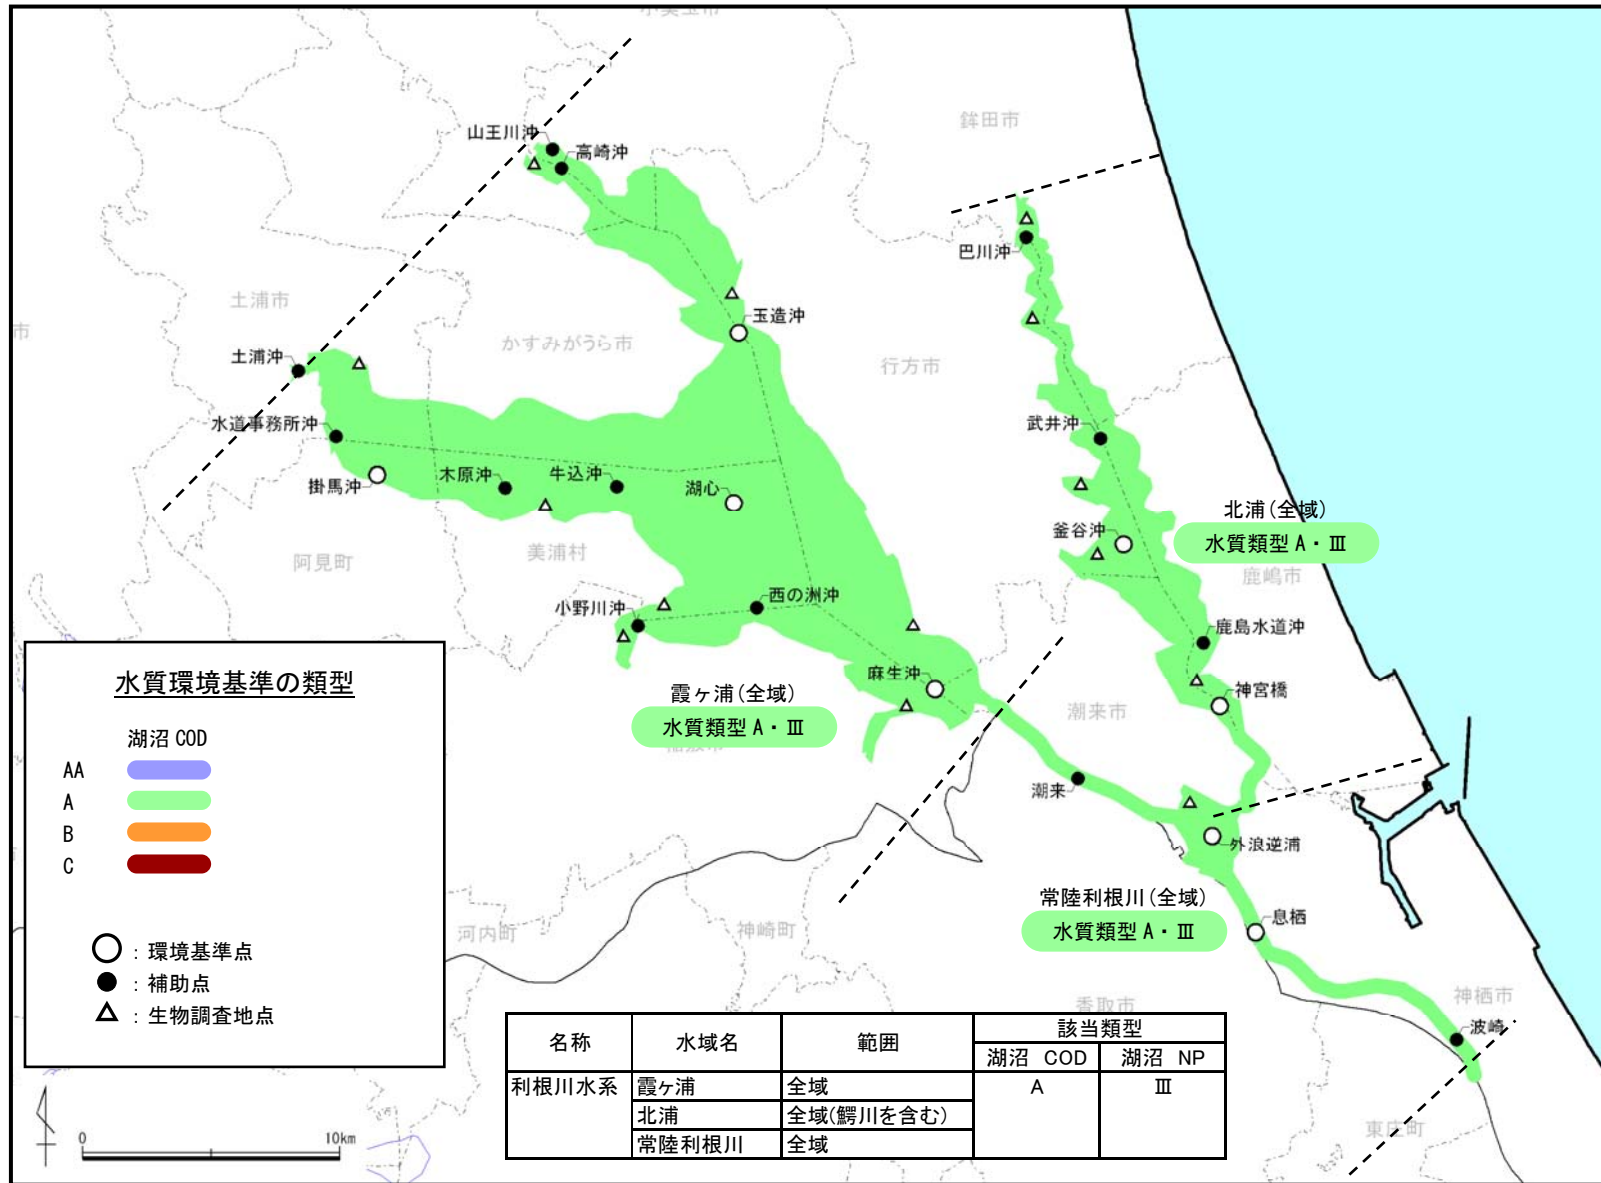 小美玉市
鉾田市
山王川沖
高崎沖
巴川沖
土浦市
市
玉造沖
かすみがうら市
行方市
土浦沖
水道事務所沖
武井沖
掛馬沖
木原沖
牛込沖
湖心
北浦(全域)
水質類型 A・Ⅲ
釜谷沖
阿見町
美浦村
鹿嶋市
小野川沖
西の洲沖
鹿島水道沖
麻生沖
神宮橋
霞ヶ浦(全域)
水質類型 A・Ⅲ
潮来市
潮来
外浪逆浦
常陸利根川(全域)
水質類型 A・Ⅲ
息栖
河内町
神崎町
香取市
神栖市
波崎
東庄町
水質環境基準の類型
湖沼 COD
AA
A
B
C
：環境基準点
：補助点
：生物調査地点
0 10km
名称 水域名 範囲 該当類型
湖沼 COD 湖沼 NP
利根川水系 霞ヶ浦 全域 A Ⅲ
北浦 全域(鰐川を含む)
常陸利根川 全域